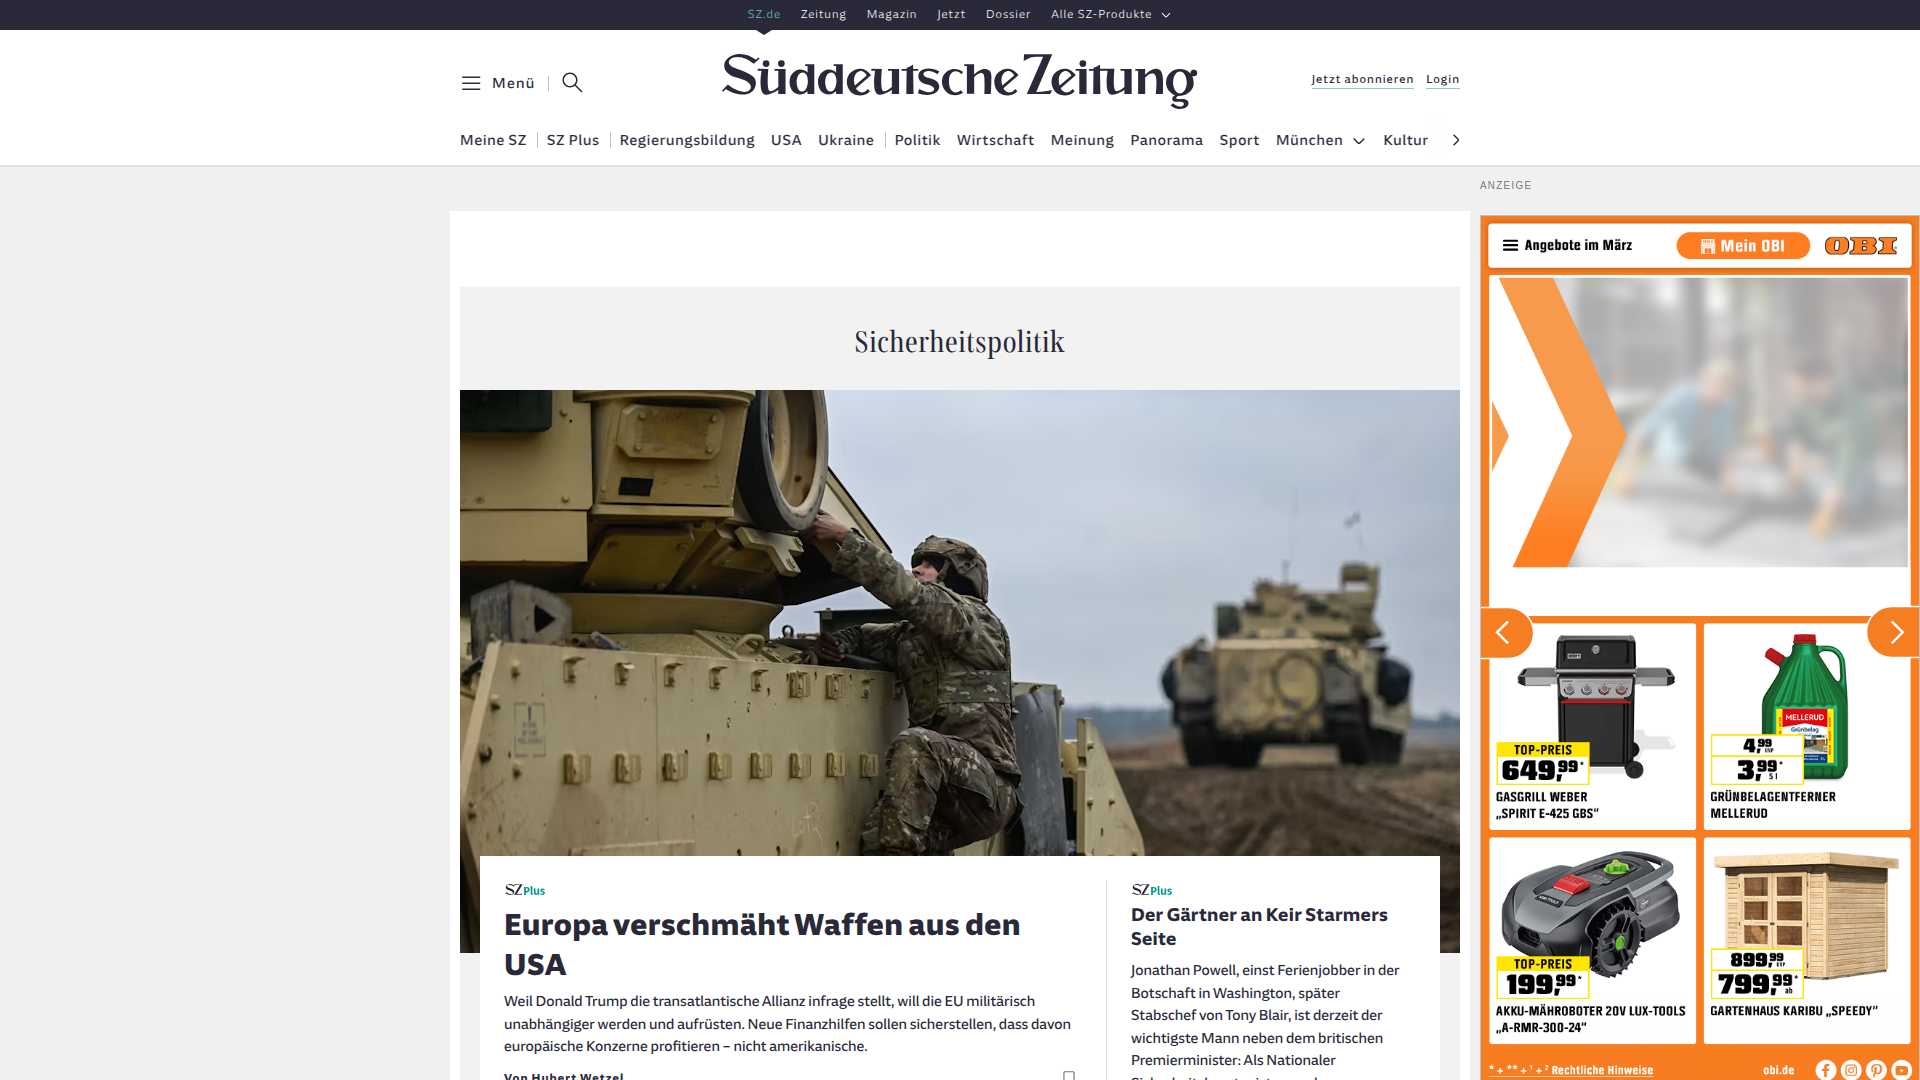 SZ.de Zeitung Magazin Jetzt Dossier Alle SZ-Produkte
Menü
Süddeutsche Zeitung
Jetzt abonnieren Login
Meine SZ SZ Plus Regierungsbildung USA Ukraine Politik Wirtschaft Meinung Panorama Sport München Kultur
ANZEIGE
Sicherheitspolitik
SZ Plus
Europa verschmäht Waffen aus den
USA
Weil Donald Trump die transatlantische Allianz infrage stellt, will die EU militärisch
unabhängiger werden und aufrüsten. Neue Finanzhilfen sollen sicherstellen, dass davon
europäische Konzerne profitieren – nicht amerikanische.
Von Hubert Wetzel
SZ Plus
Der Gärtner an Keir Starmers
Seite
Jonathan Powell, einst Ferienjobber in der
Botschaft in Washington, später
Stabschef von Tony Blair, ist derzeit der
wichtigste Mann neben dem britischen
Premierminister: Als Nationaler
Angebote im März
Mein OBI
OBI
TOP-PREIS
649,99*
GASGRILL WEBER
„SPIRIT E-425 GBS“
MELLERUD
Grünbelag
4,99 UVP
3,99* 5 l
GRÜNBELAGENTFERNER
MELLERUD
TOP-PREIS
199,99*
AKKU-MÄHROBOTER 20V LUX-TOOLS
„A-RMR-300-24“
899,99
799,99* ab
GARTENHAUS KARIBU „SPEEDY“
* + ** + ¹ + ² Rechtliche Hinweise
obi.de